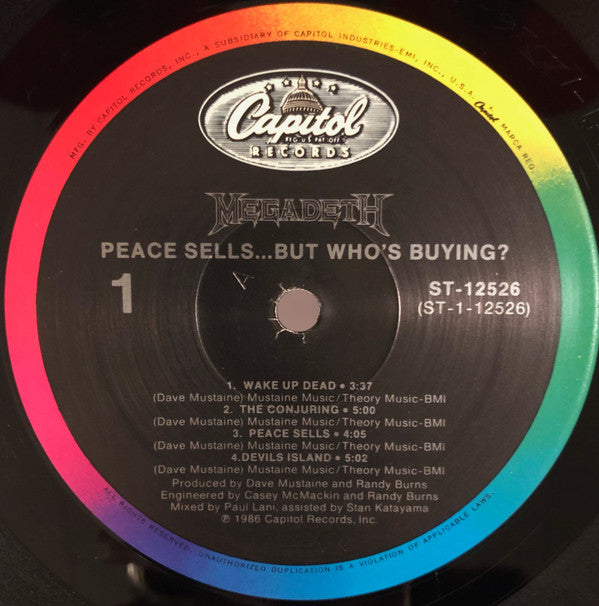 MFG. BY CAPITOL RECORDS, INC., A SUBSIDIARY OF CAPITOL INDUSTRIES-EMI, INC., U.S.A. Capitol MARCA REG.
Capitol
REG. U.S. PAT. OFF.
RECORDS
MEGADETH
PEACE SELLS...BUT WHO'S BUYING?
1
ST-12526
(ST-1-12526)
1. WAKE UP DEAD • 3:37
(Dave Mustaine) Mustaine Music/Theory Music-BMI
2. THE CONJURING • 5:00
(Dave Mustaine) Mustaine Music/Theory Music-BMI
3. PEACE SELLS • 4:05
(Dave Mustaine) Mustaine Music/Theory Music-BMI
4.DEVILS ISLAND • 5:02
(Dave Mustaine) Mustaine Music/Theory Music-BMI
Produced by Dave Mustaine and Randy Burns
Engineered by Casey McMackin and Randy Burns
Mixed by Paul Lani, assisted by Stan Katayama
℗ 1986 Capitol Records, Inc.
ALL RIGHTS RESERVED. UNAUTHORIZED DUPLICATION IS A VIOLATION OF APPLICABLE LAWS.